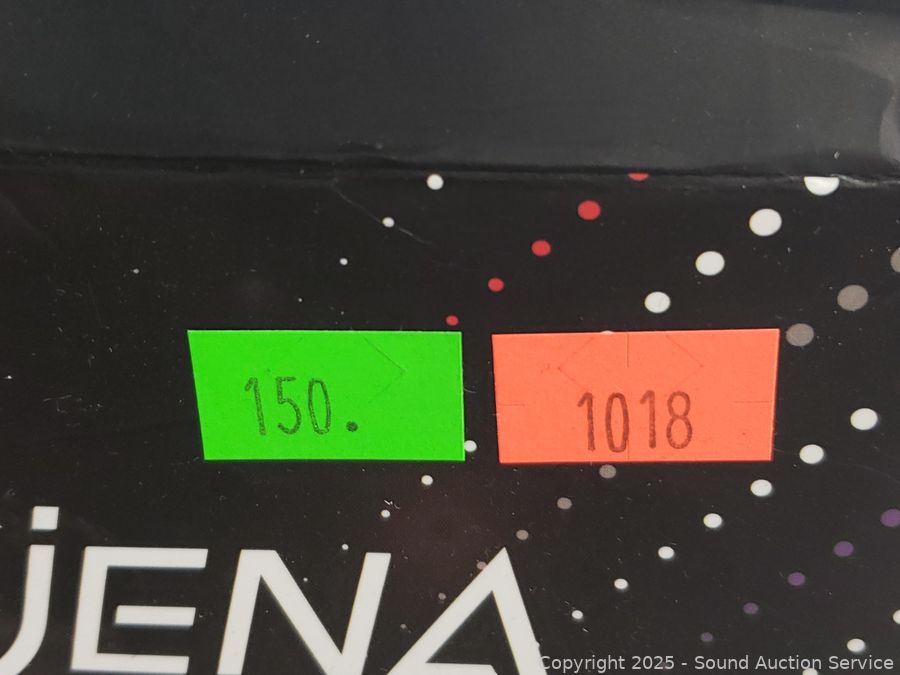 150.
1018
JENA
Copyright 2025 - Sound Auction Service